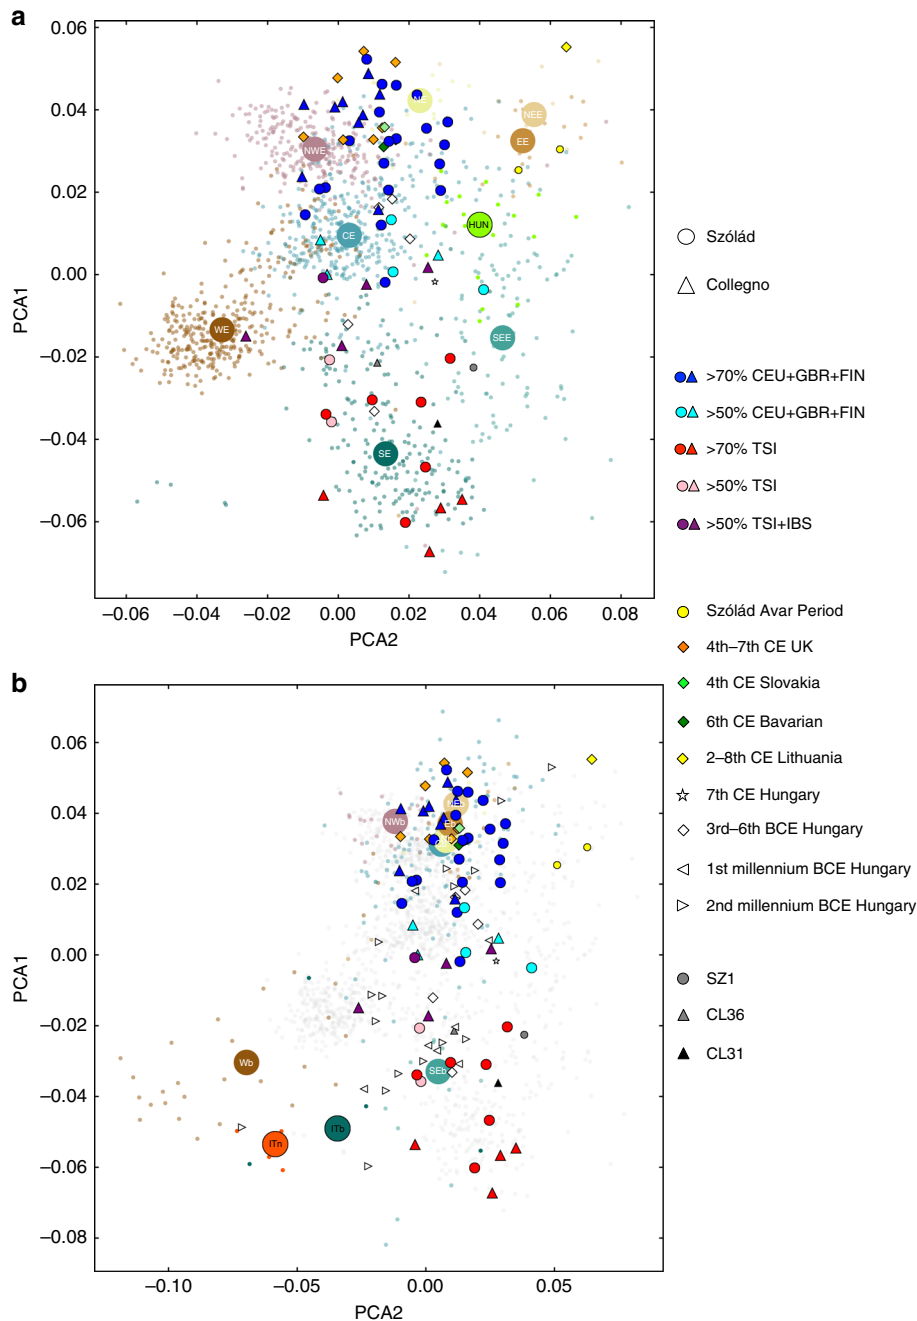 a
0.06
0.04
0.02
0.00
–0.02
–0.04
–0.06
PCA1
NEE
EE
NWE
HUN
CE
WE
SEE
SE
–0.06
–0.04
–0.02
0.00
0.02
0.04
0.06
0.08
PCA2
Szólád
Collegno
>70% CEU+GBR+FIN
>50% CEU+GBR+FIN
>70% TSI
>50% TSI
>50% TSI+IBS
Szólád Avar Period
4th–7th CE UK
4th CE Slovakia
6th CE Bavarian
2–8th CE Lithuania
7th CE Hungary
3rd–6th BCE Hungary
1st millennium BCE Hungary
2nd millennium BCE Hungary
SZ1
CL36
CL31
b
0.06
0.04
0.02
0.00
–0.02
–0.04
–0.06
–0.08
PCA1
NWb
Wb
SEb
ITb
ITn
–0.10
–0.05
0.00
0.05
PCA2